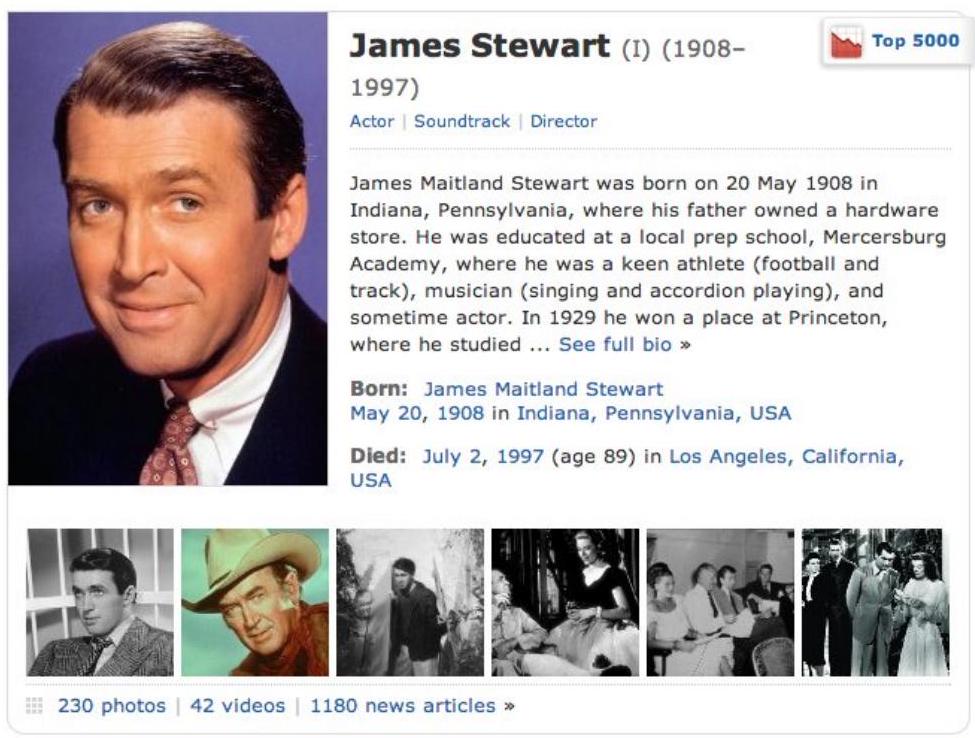 James Stewart (I) (1908–
1997)
Top 5000
Actor | Soundtrack | Director
James Maitland Stewart was born on 20 May 1908 in
Indiana, Pennsylvania, where his father owned a hardware
store. He was educated at a local prep school, Mercersburg
Academy, where he was a keen athlete (football and
track), musician (singing and accordion playing), and
sometime actor. In 1929 he won a place at Princeton,
where he studied ... See full bio »
Born: James Maitland Stewart
May 20, 1908 in Indiana, Pennsylvania, USA
Died: July 2, 1997 (age 89) in Los Angeles, California,
USA
230 photos | 42 videos | 1180 news articles »